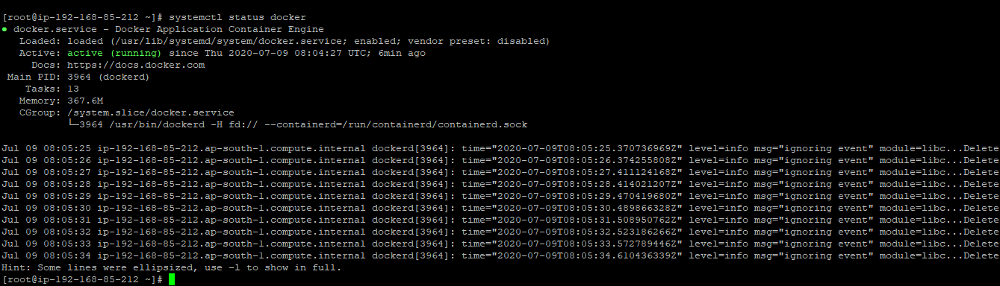 [root@ip-192-168-85-212 ~]# systemctl status docker
● docker.service - Docker Application Container Engine
Loaded: loaded (/usr/lib/systemd/system/docker.service; enabled; vendor preset: disabled)
Active: active (running) since Thu 2020-07-09 08:04:27 UTC; 6min ago
Docs: https://docs.docker.com
Main PID: 3964 (dockerd)
Tasks: 13
Memory: 367.6M
CGroup: /system.slice/docker.service
└─3964 /usr/bin/dockerd -H fd:// --containerd=/run/containerd/containerd.sock
Jul 09 08:05:25 ip-192-168-85-212.ap-south-1.compute.internal dockerd[3964]: time="2020-07-09T08:05:25.370736969Z" level=info msg="ignoring event" module=libc...Delete
Jul 09 08:05:26 ip-192-168-85-212.ap-south-1.compute.internal dockerd[3964]: time="2020-07-09T08:05:26.374255808Z" level=info msg="ignoring event" module=libc...Delete
Jul 09 08:05:27 ip-192-168-85-212.ap-south-1.compute.internal dockerd[3964]: time="2020-07-09T08:05:27.411124168Z" level=info msg="ignoring event" module=libc...Delete
Jul 09 08:05:28 ip-192-168-85-212.ap-south-1.compute.internal dockerd[3964]: time="2020-07-09T08:05:28.414021207Z" level=info msg="ignoring event" module=libc...Delete
Jul 09 08:05:29 ip-192-168-85-212.ap-south-1.compute.internal dockerd[3964]: time="2020-07-09T08:05:29.470419680Z" level=info msg="ignoring event" module=libc...Delete
Jul 09 08:05:30 ip-192-168-85-212.ap-south-1.compute.internal dockerd[3964]: time="2020-07-09T08:05:30.489866328Z" level=info msg="ignoring event" module=libc...Delete
Jul 09 08:05:31 ip-192-168-85-212.ap-south-1.compute.internal dockerd[3964]: time="2020-07-09T08:05:31.508950762Z" level=info msg="ignoring event" module=libc...Delete
Jul 09 08:05:32 ip-192-168-85-212.ap-south-1.compute.internal dockerd[3964]: time="2020-07-09T08:05:32.523186266Z" level=info msg="ignoring event" module=libc...Delete
Jul 09 08:05:33 ip-192-168-85-212.ap-south-1.compute.internal dockerd[3964]: time="2020-07-09T08:05:33.572789446Z" level=info msg="ignoring event" module=libc...Delete
Jul 09 08:05:34 ip-192-168-85-212.ap-south-1.compute.internal dockerd[3964]: time="2020-07-09T08:05:34.610436339Z" level=info msg="ignoring event" module=libc...Delete
Hint: Some lines were ellipsized, use -l to show in full.
[root@ip-192-168-85-212 ~]#